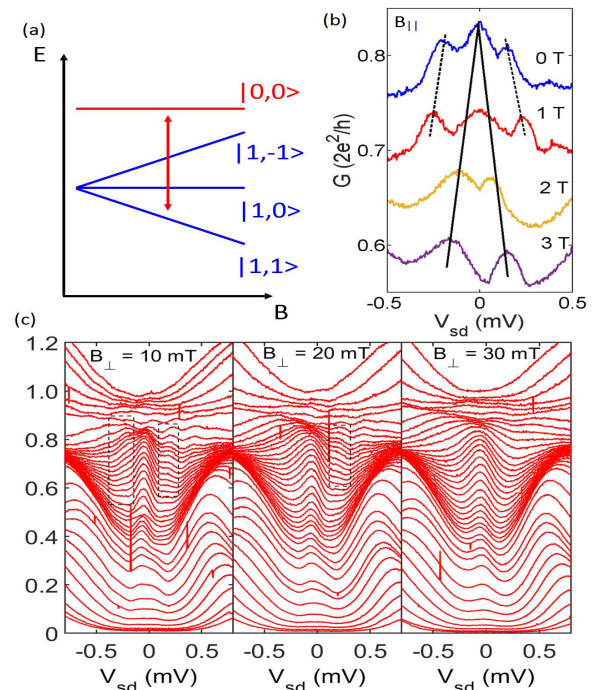 (a)
E
|0,0>
|1,-1>
|1,0>
|1,1>
B
(b)
B||
G (2e²/h)
0.8
0.7
0.6
0 T
1 T
2 T
3 T
-0.5
0
0.5
Vsd (mV)
(c)
1.2
1.0
0.8
0.6
0.4
0.2
0
B⊥ = 10 mT
B⊥ = 20 mT
B⊥ = 30 mT
-0.5 0 0.5
-0.5 0 0.5
-0.5 0 0.5
Vsd (mV)
Vsd (mV)
Vsd (mV)